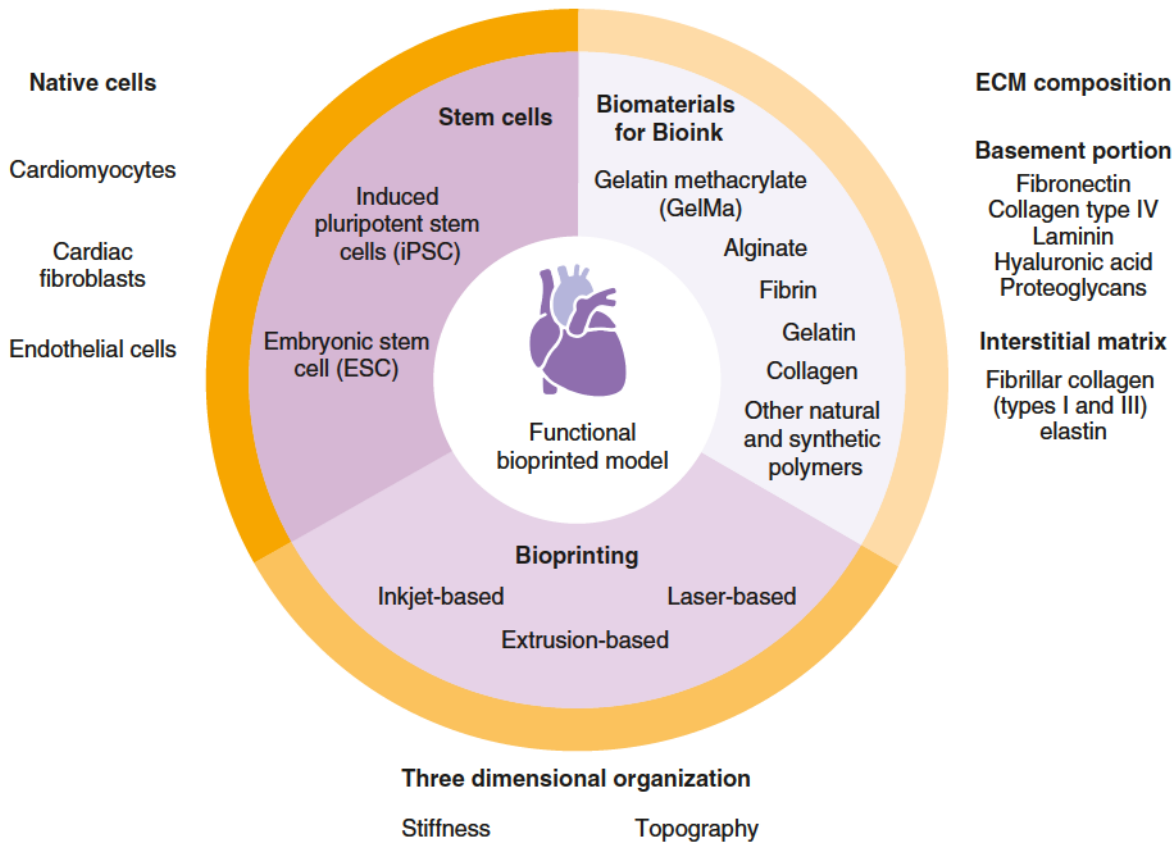 Native cells
Cardiomyocytes
Cardiac
fibroblasts
Endothelial cells
Stem cells
Induced
pluripotent stem
cells (iPSC)
Embryonic stem
cell (ESC)
Biomaterials
for Bioink
Gelatin methacrylate
(GelMa)
Alginate
Fibrin
Gelatin
Collagen
Other natural
and synthetic
polymers
ECM composition
Basement portion
Fibronectin
Collagen type IV
Laminin
Hyaluronic acid
Proteoglycans
Interstitial matrix
Fibrillar collagen
(types I and III)
elastin
Functional
bioprinted model
Bioprinting
Inkjet-based
Laser-based
Extrusion-based
Three dimensional organization
Stiffness
Topography